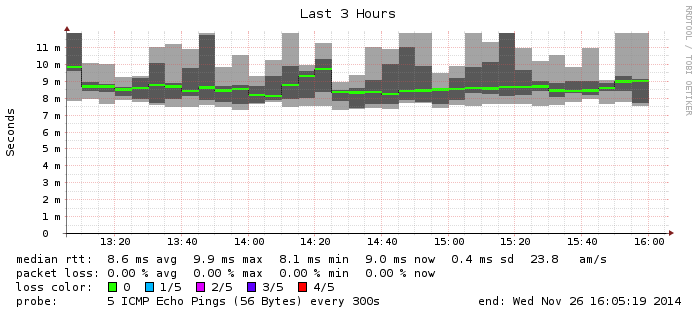 Last 3 Hours
RRDTOOL / TOBI OETIKER
Seconds
11 m
10 m
9 m
8 m
7 m
6 m
5 m
4 m
3 m
2 m
1 m
0
13:20 13:40 14:00 14:20 14:40 15:00 15:20 15:40 16:00
median rtt: 8.6 ms avg 9.9 ms max 8.1 ms min 9.0 ms now 0.4 ms sd 23.8 am/s
packet loss: 0.00 % avg 0.00 % max 0.00 % min 0.00 % now
loss color: 0 1/5 2/5 3/5 4/5
probe: 5 ICMP Echo Pings (56 Bytes) every 300s end: Wed Nov 26 16:05:19 2014